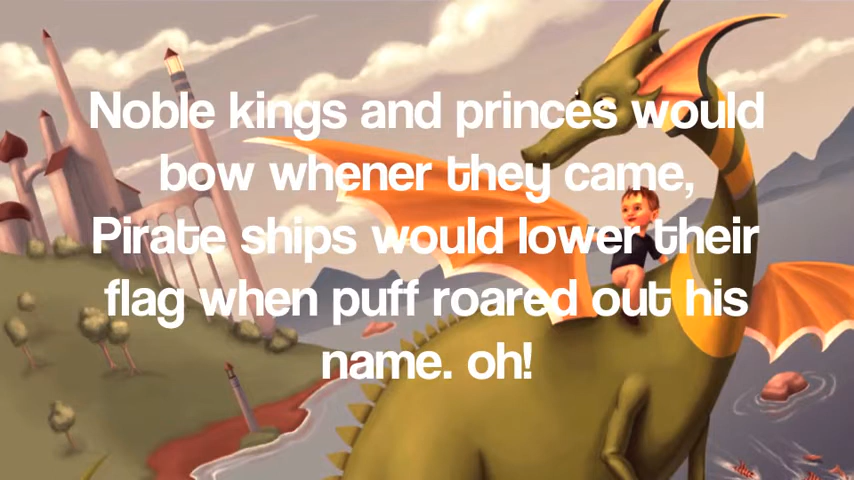 Noble kings and princes would
bow whener they came,
Pirate ships would lower their
flag when puff roared out his
name. oh!